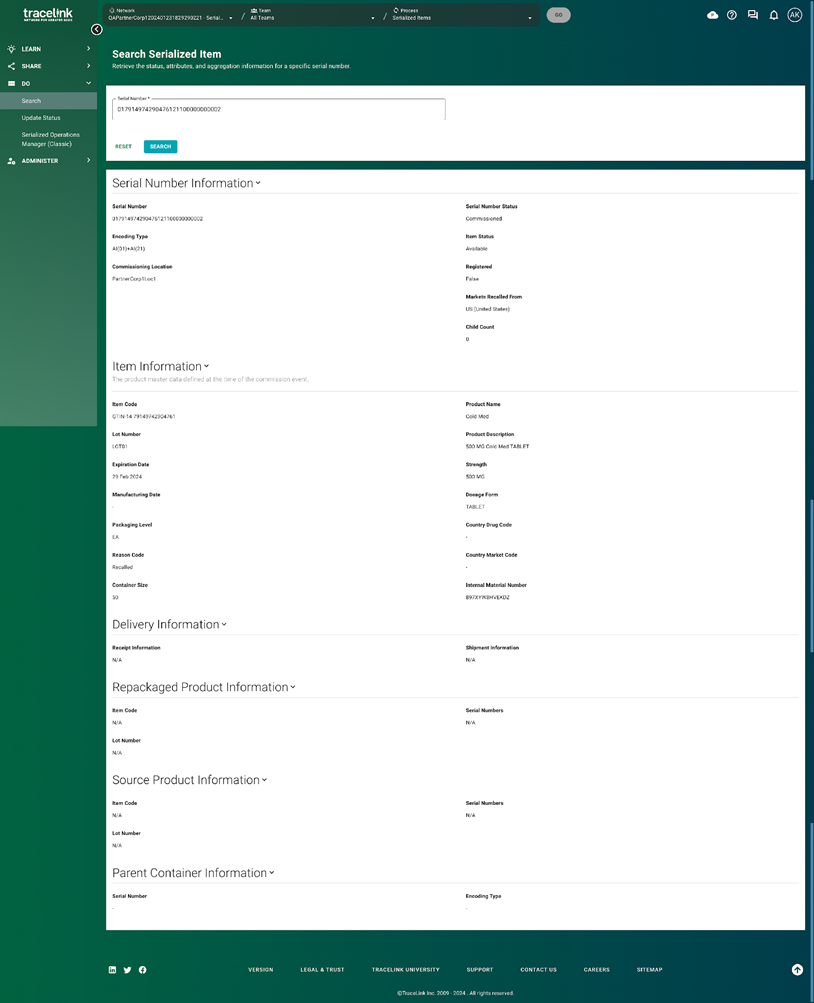 tracelink
NETWORK FOR GREATER GOOD
Network
QAPartnerCorp1202401231829290221 - Serial...
/
Team
All Teams
/
Process
Serialized Items
GO
AK
LEARN
SHARE
DO
Search
Update Status
Serialized Operations
Manager (Classic)
ADMINISTER
Search Serialized Item
Retrieve the status, attributes, and aggregation information for a specific serial number.
Serial Number *
RESET
SEARCH
Serial Number Information
Serial Number
Serial Number Status
Commissioned
Encoding Type
Item Status
AI(01)+AI(21)
Available
Commissioning Location
Registered
PartnerCorp1Loc1
False
Markets Recalled From
US (United States)
Child Count
0
Item Information
The product master data defined at the time of the commission event.
Item Code
Product Name
GTIN-14 79149742904761
Cold Med
Lot Number
Product Description
LOT01
500 MG Cold Med TABLET
Expiration Date
Strength
29 Feb 2024
500 MG
Manufacturing Date
Dosage Form
-
TABLET
Packaging Level
Country Drug Code
EA
-
Reason Code
Country Market Code
Recalled
-
Container Size
Internal Material Number
50
Delivery Information
Receipt Information
Shipment Information
N/A
N/A
Repackaged Product Information
Item Code
Serial Numbers
N/A
N/A
Lot Number
N/A
Source Product Information
Item Code
Serial Numbers
N/A
N/A
Lot Number
N/A
Parent Container Information
Serial Number
Encoding Type
-
-
VERSION
LEGAL & TRUST
TRACELINK UNIVERSITY
SUPPORT
CONTACT US
CAREERS
SITEMAP
©TraceLink Inc. 2009 - 2024 . All rights reserved.